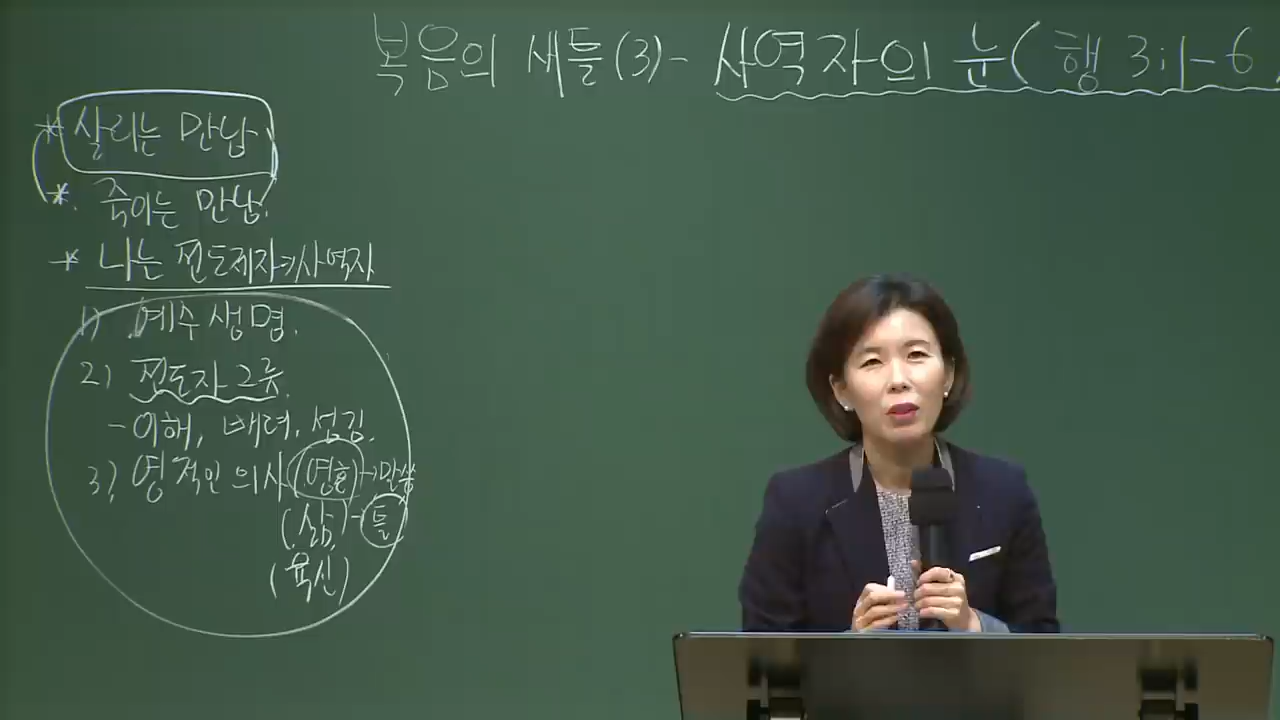 복음의 새틀(3)- 사역자의 눈(행 3:1-6
* 살리는 만남
* 죽이는 만남.
* 나는 전도제자 사역자
1) 예수생명.
2) 전도자그릇.
- 이해, 배려, 섬김.
3) 영적인 의사 (영혼)→말씀
(삶)-틀
(육신)